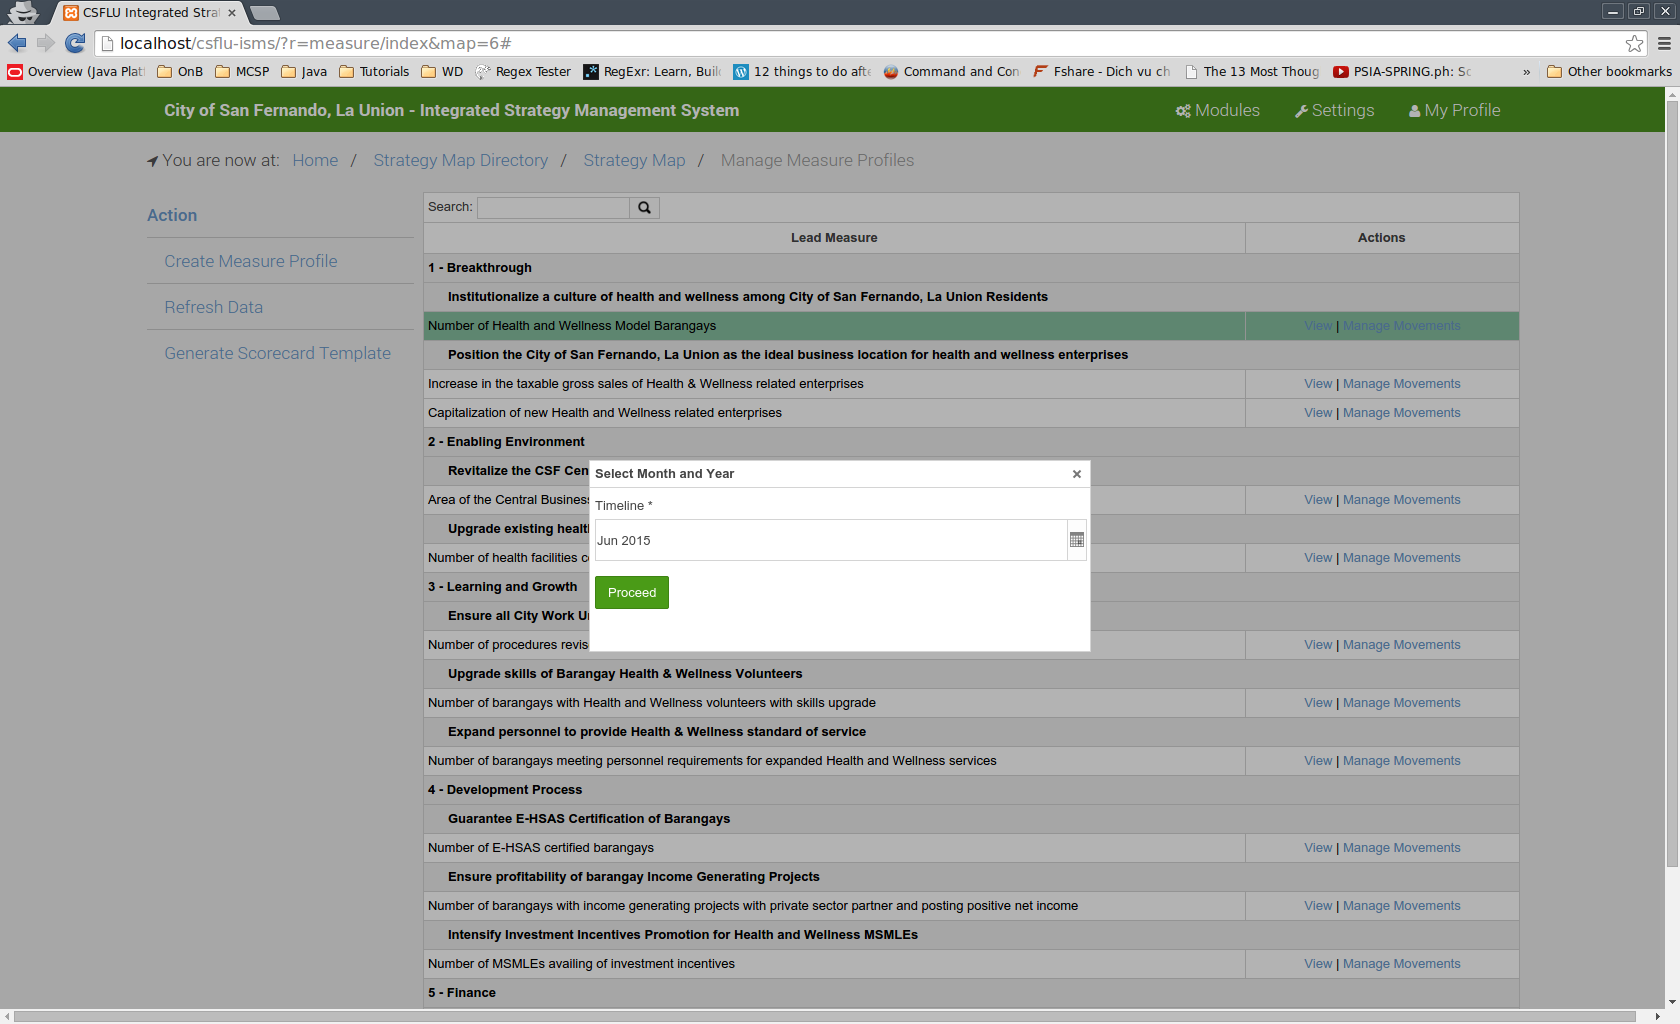 CSFLU Integrated Stra
localhost/csflu-isms/?r=measure/index&map=6#
Overview (Java Plat OnB MCSP Java Tutorials WD Regex Tester RegExr: Learn, Buil 12 things to do afte Command and Con Fshare - Dich vu ch The 13 Most Thoug PSIA-SPRING.ph: Sc » Other bookmarks
City of San Fernando, La Union - Integrated Strategy Management System Modules Settings My Profile
You are now at: Home / Strategy Map Directory / Strategy Map / Manage Measure Profiles
Action
Create Measure Profile
Refresh Data
Generate Scorecard Template
Search:
Lead Measure Actions
1 - Breakthrough
Institutionalize a culture of health and wellness among City of San Fernando, La Union Residents
Number of Health and Wellness Model Barangays View | Manage Movements
Position the City of San Fernando, La Union as the ideal business location for health and wellness enterprises
Increase in the taxable gross sales of Health & Wellness related enterprises View | Manage Movements
Capitalization of new Health and Wellness related enterprises View | Manage Movements
2 - Enabling Environment
Revitalize the CSF Cen
Area of the Central Busines View | Manage Movements
Upgrade existing healt
Number of health facilities c View | Manage Movements
3 - Learning and Growth
Ensure all City Work U
Number of procedures revis View | Manage Movements
Select Month and Year ×
Timeline *
Jun 2015
Proceed
Upgrade skills of Barangay Health & Wellness Volunteers
Number of barangays with Health and Wellness volunteers with skills upgrade View | Manage Movements
Expand personnel to provide Health & Wellness standard of service
Number of barangays meeting personnel requirements for expanded Health and Wellness services View | Manage Movements
4 - Development Process
Guarantee E-HSAS Certification of Barangays
Number of E-HSAS certified barangays View | Manage Movements
Ensure profitability of barangay Income Generating Projects
Number of barangays with income generating projects with private sector partner and posting positive net income View | Manage Movements
Intensify Investment Incentives Promotion for Health and Wellness MSMLEs
Number of MSMLEs availing of investment incentives View | Manage Movements
5 - Finance